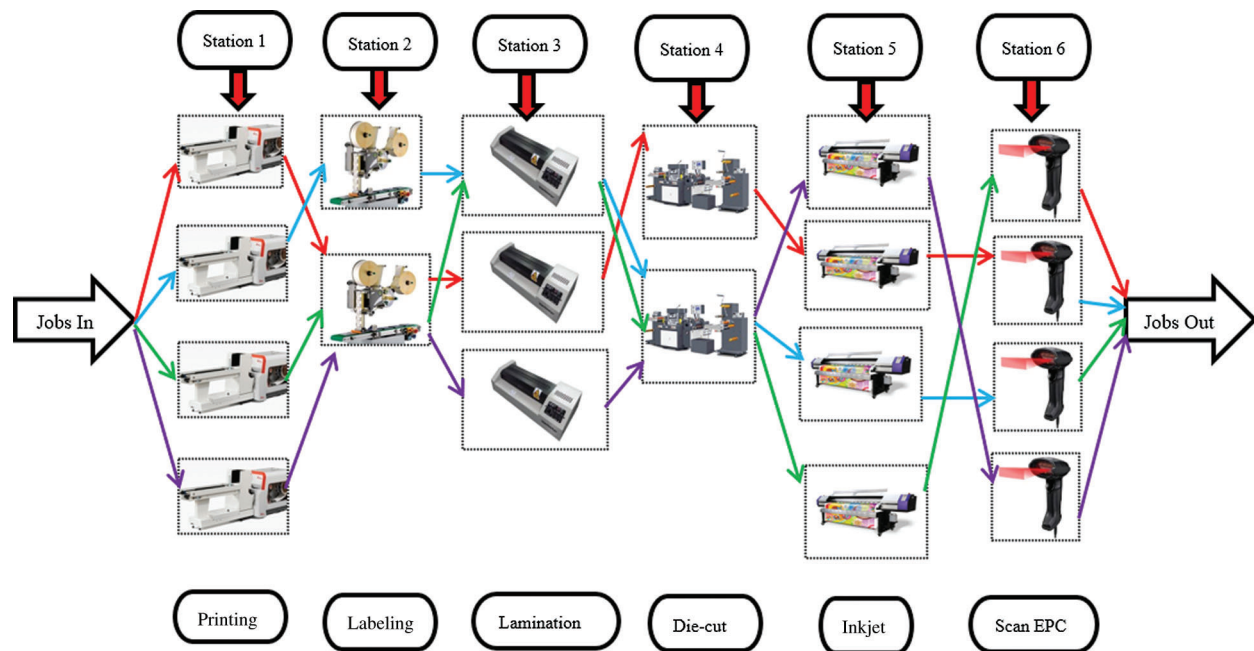 Station 1
Station 2
Station 3
Station 4
Station 5
Station 6
Jobs In
Jobs Out
Printing
Labeling
Lamination
Die-cut
Inkjet
Scan EPC